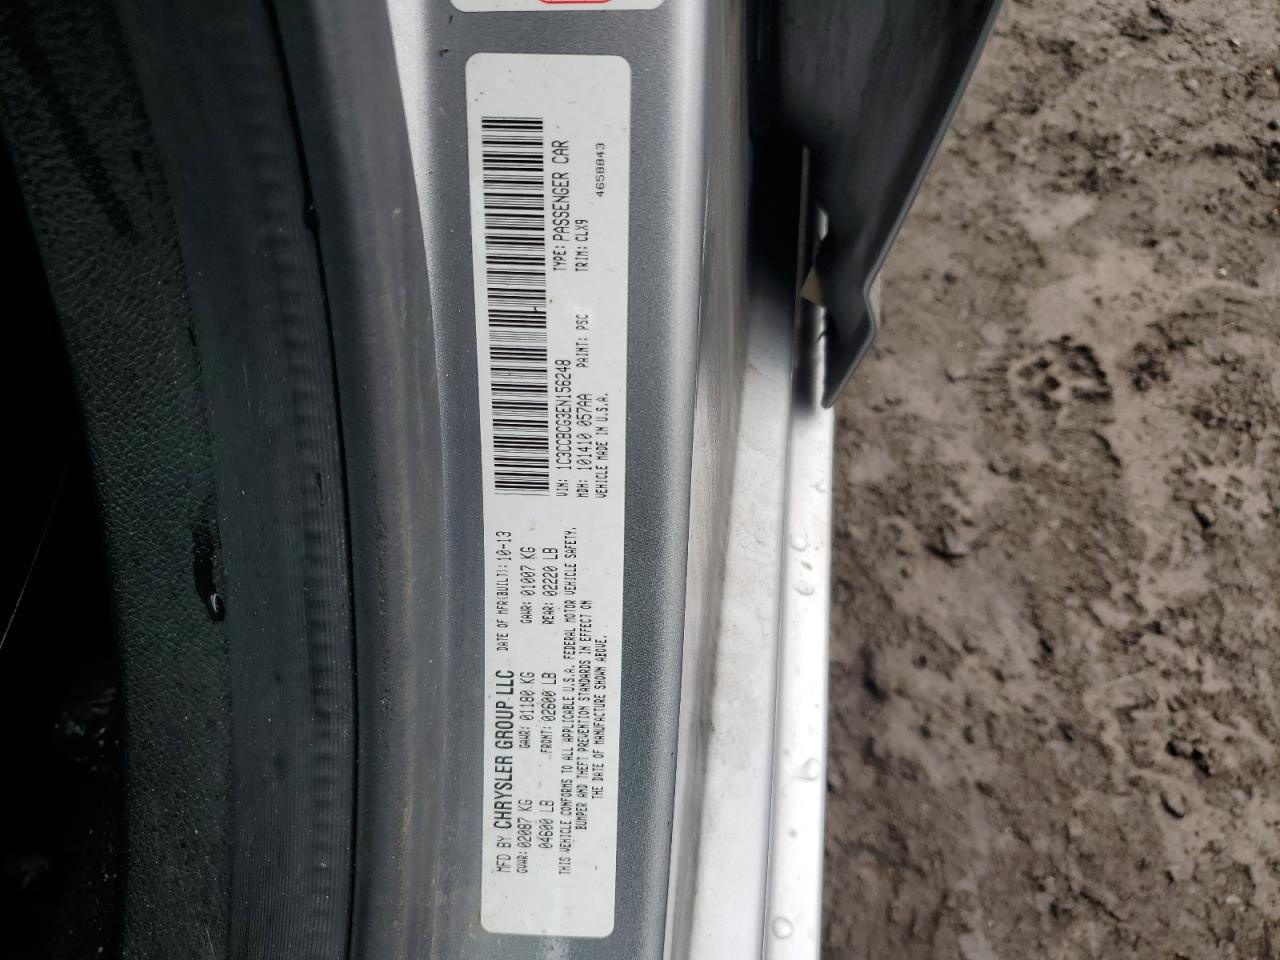 MFD BY CHRYSLER GROUP LLC DATE OF MFR(BUILT): 10-13
GVWR: 02087 KG GAWR: 01180 KG GAWR: 01007 KG
04600 LB FRONT: 02600 LB REAR: 02220 LB
THIS VEHICLE CONFORMS TO ALL APPLICABLE U.S.A. FEDERAL MOTOR VEHICLE SAFETY,
BUMPER AND THEFT PREVENTION STANDARDS IN EFFECT ON
THE DATE OF MANUFACTURE SHOWN ABOVE.
VIN: 1C3CCBCG3EN156248 TYPE: PASSENGER CAR
MDH: 101410 057AA PAINT: PSC TRIM: CLX9
VEHICLE MADE IN U.S.A. 4658843